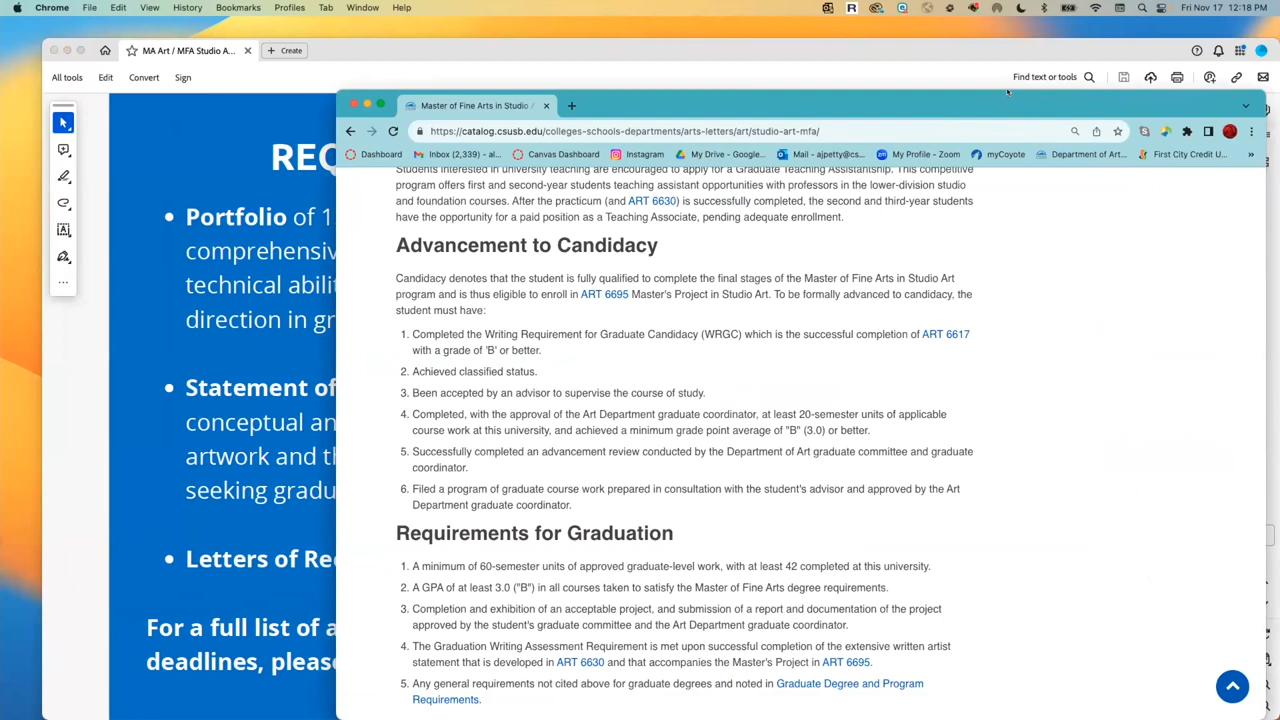 Chrome File Edit View History Bookmarks Profiles Tab Window Help Fri Nov 17 12:18 PM
MA Art / MFA Studio A... Create
All tools Edit Convert Sign Find text or tools
Master of Fine Arts in Studio /
https://catalog.csusb.edu/colleges-schools-departments/arts-letters/art/studio-art-mfa/
Dashboard Inbox (2,339) - al... Canvas Dashboard Instagram My Drive - Google... Mail - ajpetty@cs... My Profile - Zoom myCoyote Department of Art... First City Credit U...
REQ
• Portfolio of 1
comprehensiv
technical abili
direction in gr
• Statement of
conceptual an
artwork and th
seeking gradu
• Letters of Re
For a full list of a
deadlines, please
Students interested in university teaching are encouraged to apply for a Graduate Teaching Assistantship. This competitive
program offers first and second-year students teaching assistant opportunities with professors in the lower-division studio
and foundation courses. After the practicum (and ART 6630) is successfully completed, the second and third-year students
have the opportunity for a paid position as a Teaching Associate, pending adequate enrollment.
Advancement to Candidacy
Candidacy denotes that the student is fully qualified to complete the final stages of the Master of Fine Arts in Studio Art
program and is thus eligible to enroll in ART 6695 Master's Project in Studio Art. To be formally advanced to candidacy, the
student must have:
1. Completed the Writing Requirement for Graduate Candidacy (WRGC) which is the successful completion of ART 6617
with a grade of 'B' or better.
2. Achieved classified status.
3. Been accepted by an advisor to supervise the course of study.
4. Completed, with the approval of the Art Department graduate coordinator, at least 20-semester units of applicable
course work at this university, and achieved a minimum grade point average of "B" (3.0) or better.
5. Successfully completed an advancement review conducted by the Department of Art graduate committee and graduate
coordinator.
6. Filed a program of graduate course work prepared in consultation with the student's advisor and approved by the Art
Department graduate coordinator.
Requirements for Graduation
1. A minimum of 60-semester units of approved graduate-level work, with at least 42 completed at this university.
2. A GPA of at least 3.0 ("B") in all courses taken to satisfy the Master of Fine Arts degree requirements.
3. Completion and exhibition of an acceptable project, and submission of a report and documentation of the project
approved by the student's graduate committee and the Art Department graduate coordinator.
4. The Graduation Writing Assessment Requirement is met upon successful completion of the extensive written artist
statement that is developed in ART 6630 and that accompanies the Master's Project in ART 6695.
5. Any general requirements not cited above for graduate degrees and noted in Graduate Degree and Program
Requirements.